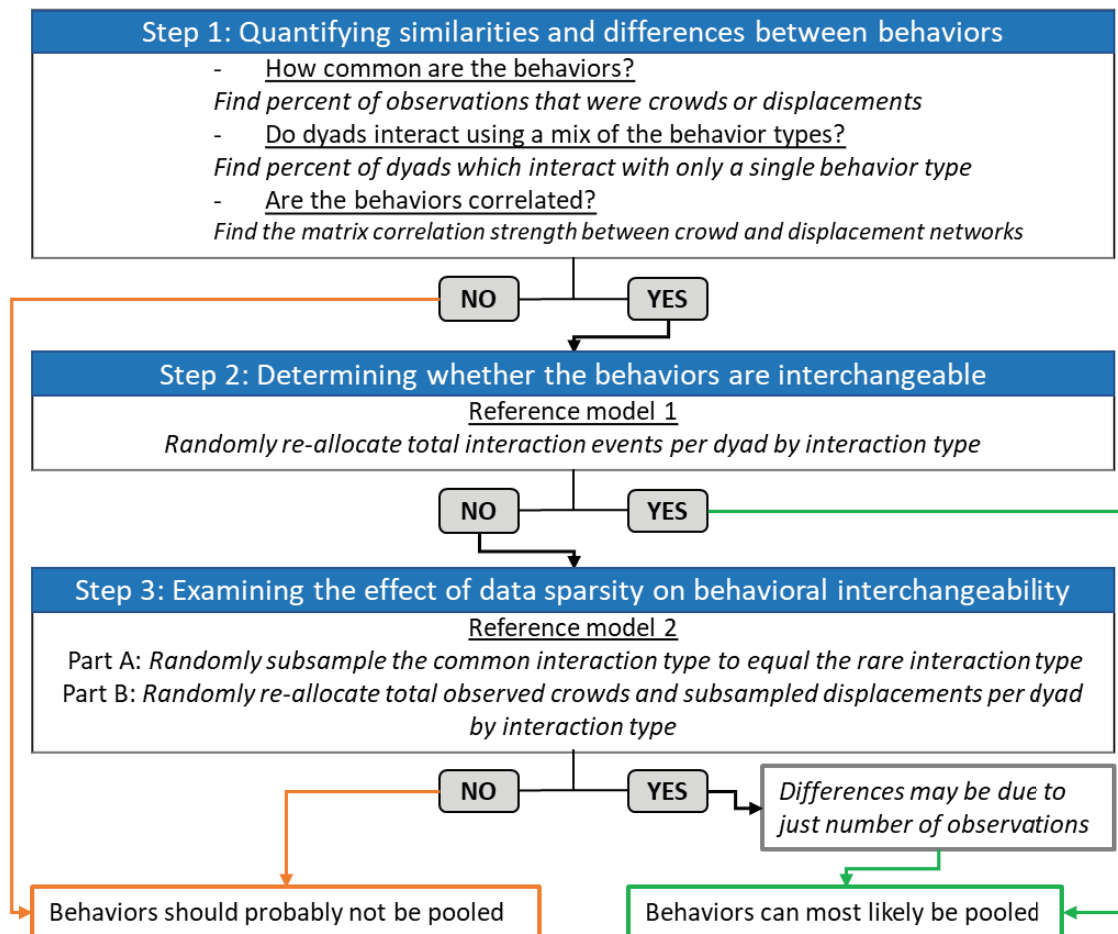 Step 1: Quantifying similarities and differences between behaviors
- How common are the behaviors?
Find percent of observations that were crowds or displacements
- Do dyads interact using a mix of the behavior types?
Find percent of dyads which interact with only a single behavior type
- Are the behaviors correlated?
Find the matrix correlation strength between crowd and displacement networks
NO
YES
Step 2: Determining whether the behaviors are interchangeable
Reference model 1
Randomly re-allocate total interaction events per dyad by interaction type
NO
YES
Step 3: Examining the effect of data sparsity on behavioral interchangeability
Reference model 2
Part A: Randomly subsample the common interaction type to equal the rare interaction type
Part B: Randomly re-allocate total observed crowds and subsampled displacements per dyad
by interaction type
NO
YES
Differences may be due to
just number of observations
Behaviors should probably not be pooled
Behaviors can most likely be pooled